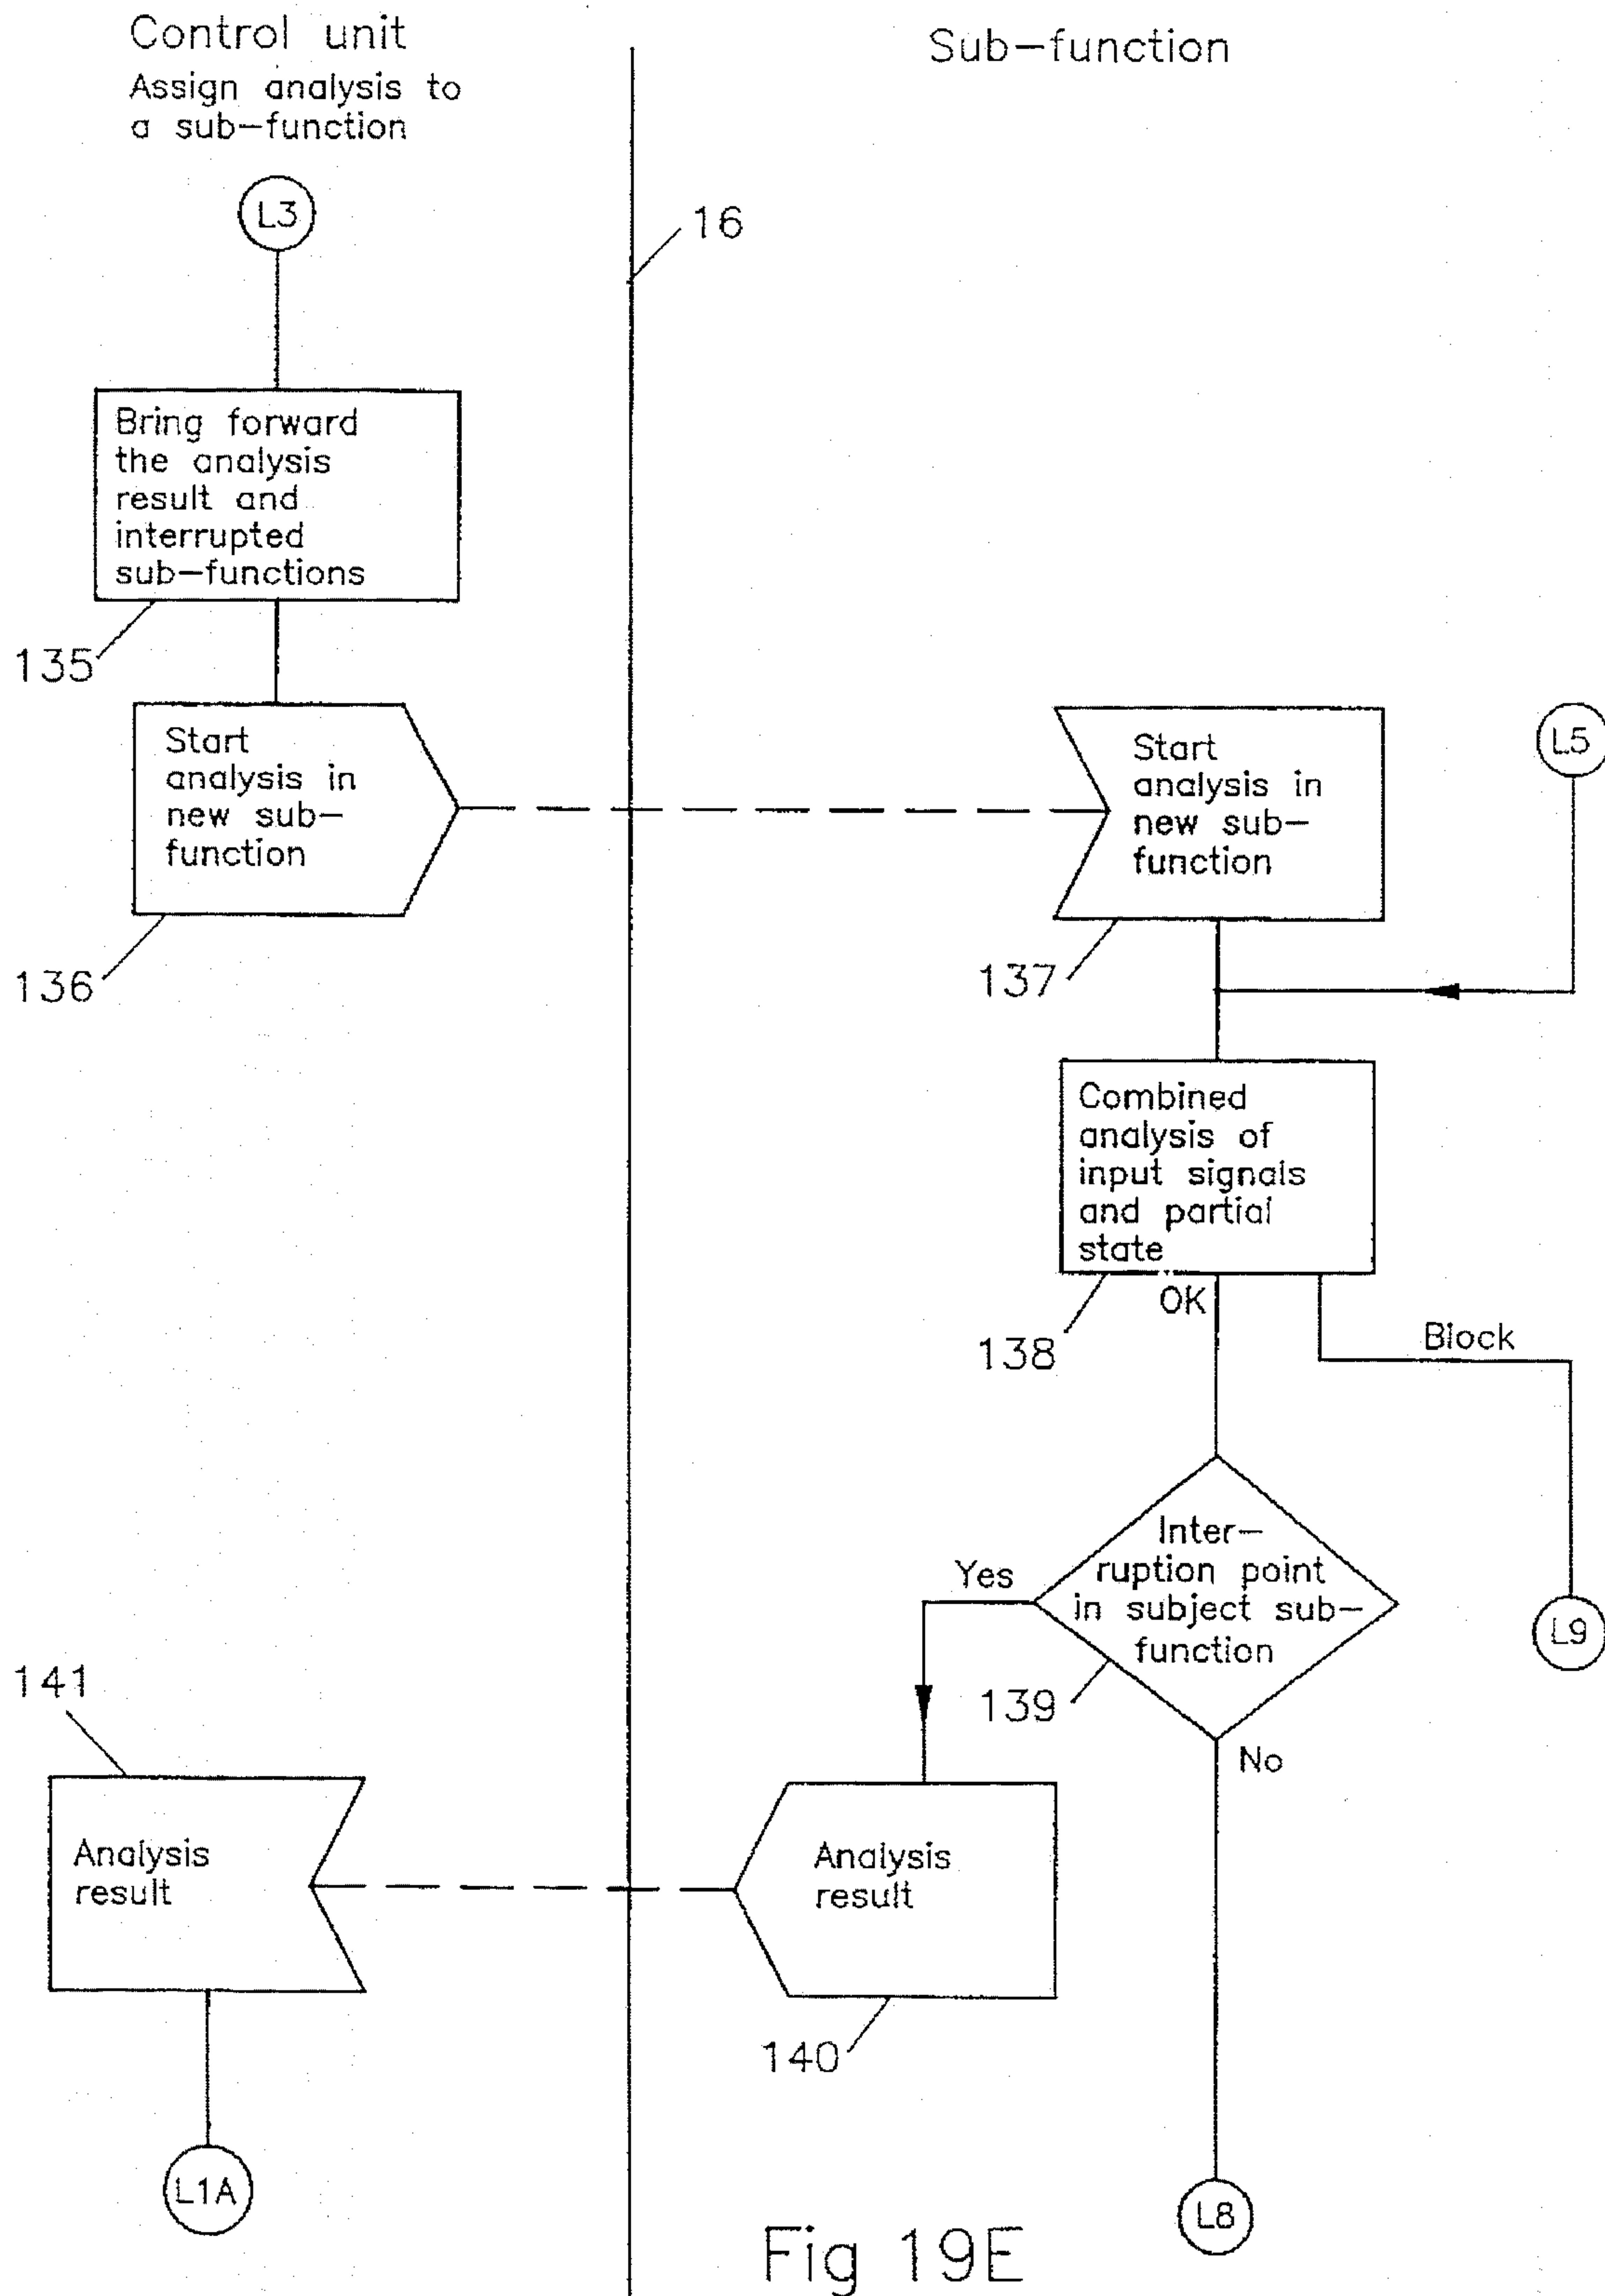 Control unit
Assign analysis to
a sub-function
Sub-function
L3
16
Bring forward
the analysis
result and
interrupted
sub-functions
135
Start
analysis in
new sub-
function
136
Start
analysis in
new sub-
function
137
L5
Combined
analysis of
input signals
and partial
state
138
OK
Block
L9
Inter-
ruption point
in subject sub-
function
139
Yes
No
141
Analysis
result
Analysis
result
140
L1A
L8
Fig 19E